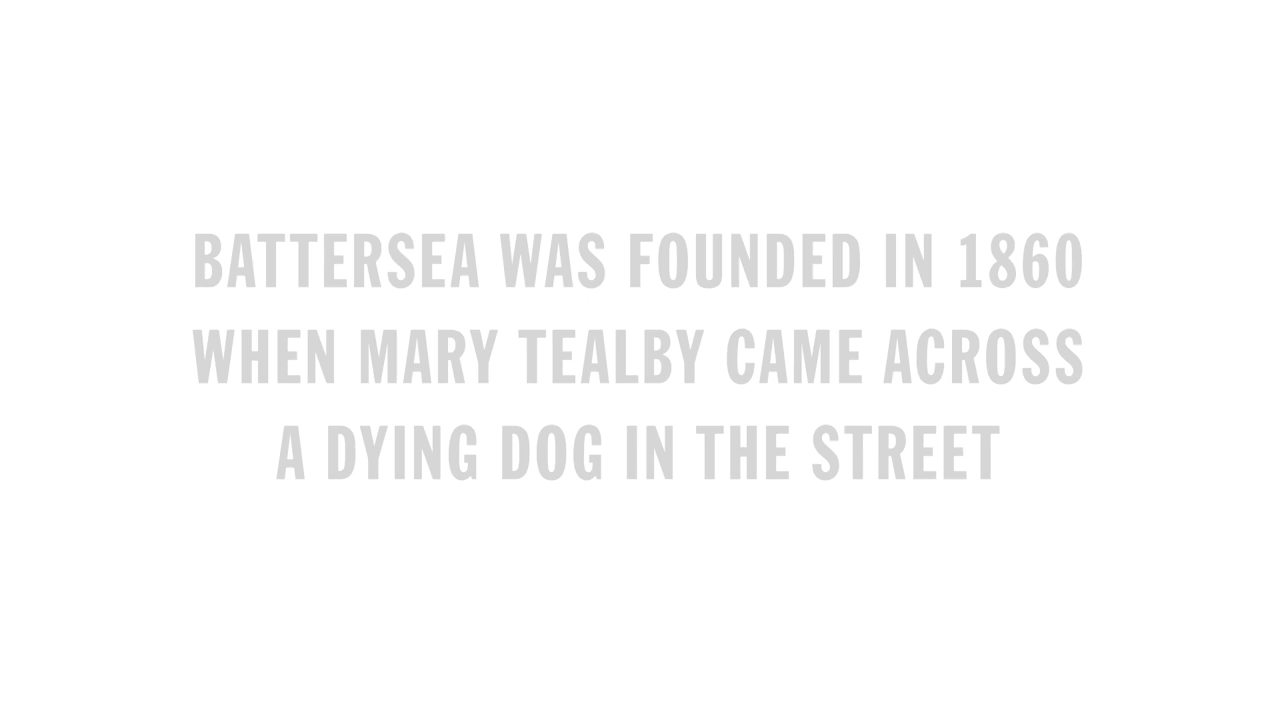 BATTERSEA WAS FOUNDED IN 1860
WHEN MARY TEALBY CAME ACROSS
A DYING DOG IN THE STREET